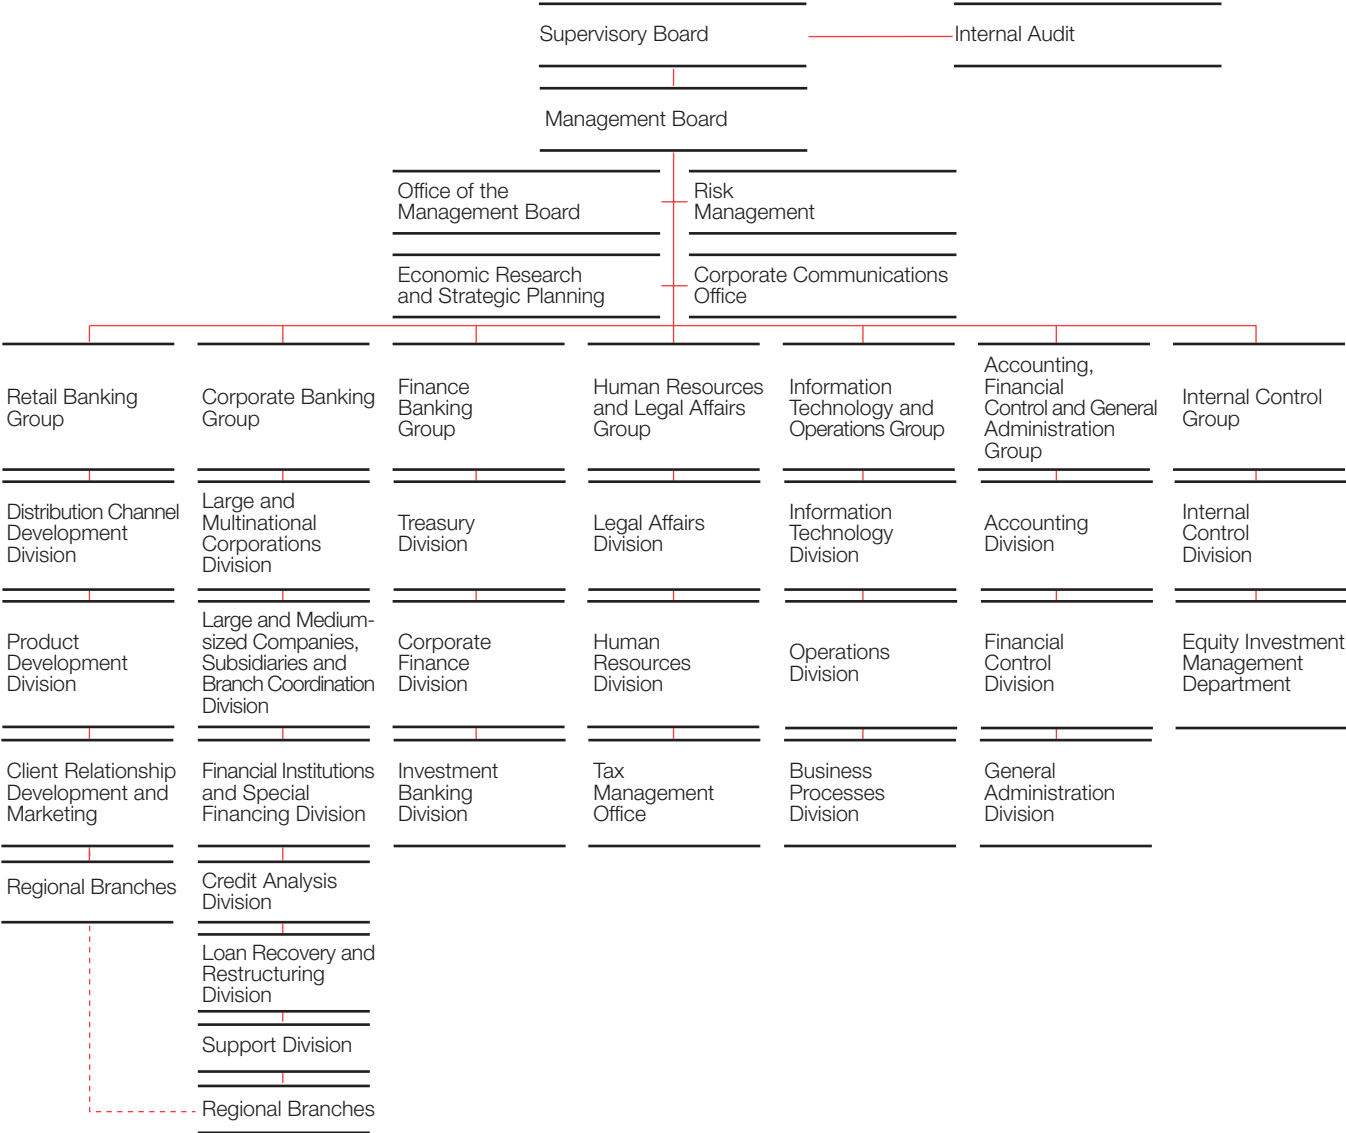 Supervisory Board
Internal Audit
Management Board
Office of the
Management Board
Risk
Management
Economic Research
and Strategic Planning
Corporate Communications
Office
Retail Banking
Group
Corporate Banking
Group
Finance
Banking
Group
Human Resources
and Legal Affairs
Group
Information
Technology and
Operations Group
Accounting,
Financial
Control and General
Administration
Group
Internal Control
Group
Distribution Channel
Development
Division
Large and
Multinational
Corporations
Division
Treasury
Division
Legal Affairs
Division
Information
Technology
Division
Accounting
Division
Internal
Control
Division
Product
Development
Division
Large and Medium-
sized Companies,
Subsidiaries and
Branch Coordination
Division
Corporate
Finance
Division
Human
Resources
Division
Operations
Division
Financial
Control
Division
Equity Investment
Management
Department
Client Relationship
Development and
Marketing
Financial Institutions
and Special
Financing Division
Investment
Banking
Division
Tax
Management
Office
Business
Processes
Division
General
Administration
Division
Regional Branches
Credit Analysis
Division
Loan Recovery and
Restructuring
Division
Support Division
Regional Branches